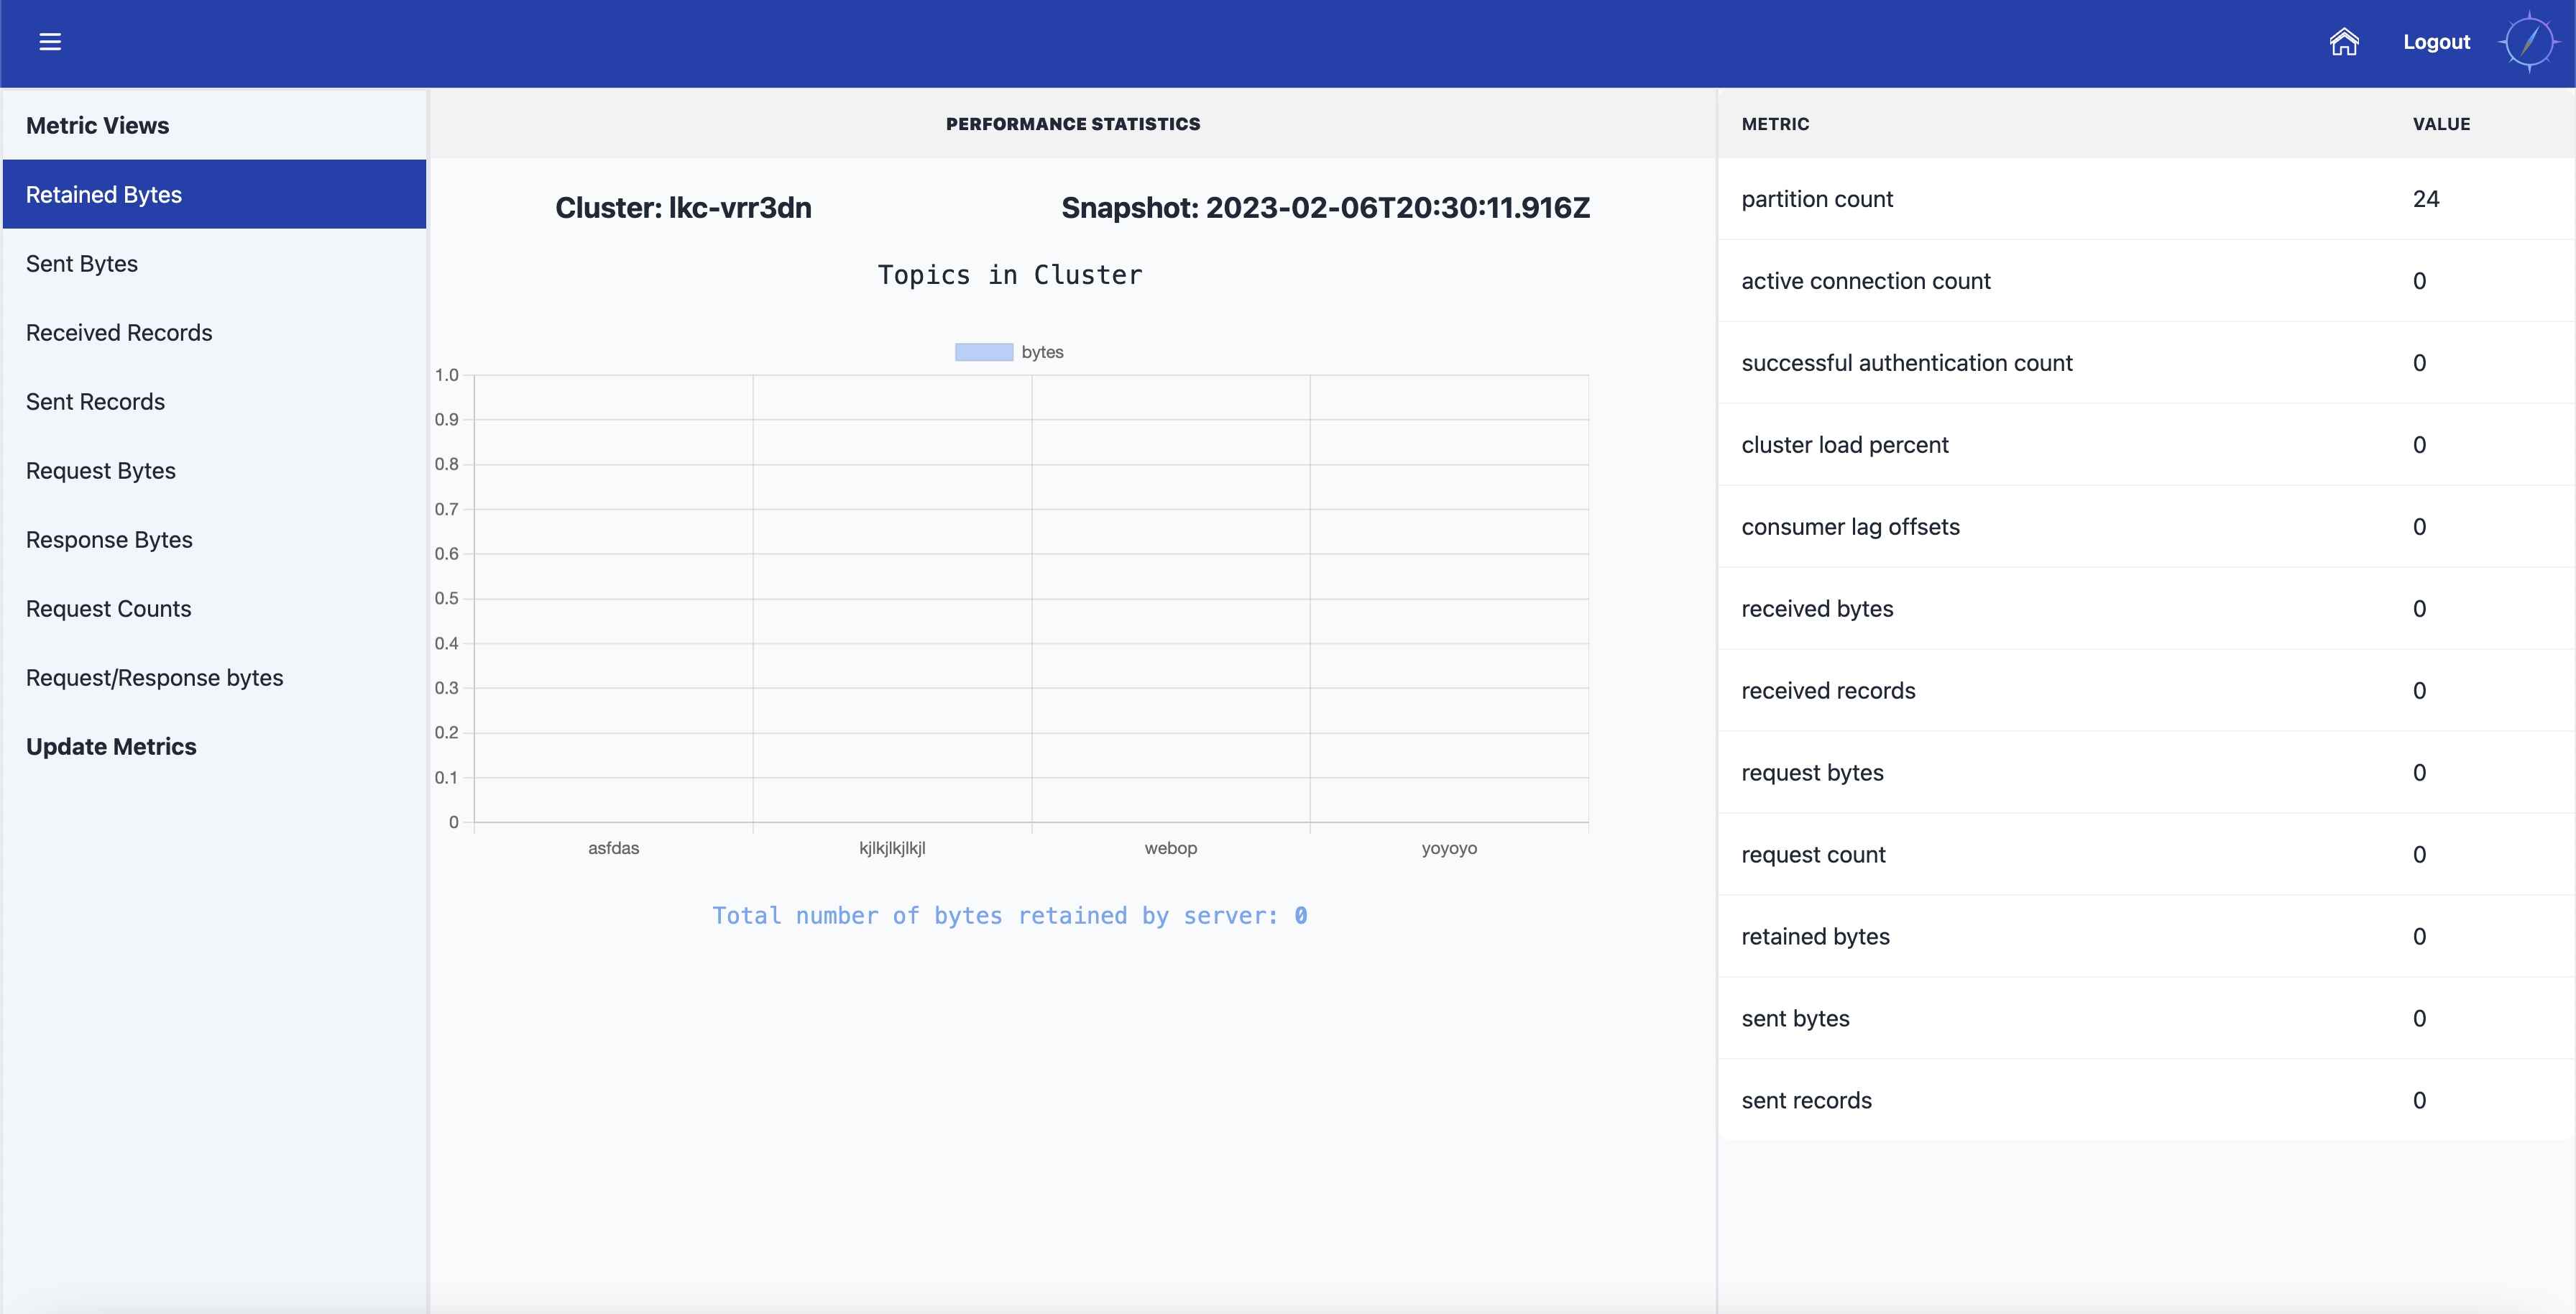 Logout
Metric Views
Retained Bytes
Sent Bytes
Received Records
Sent Records
Request Bytes
Response Bytes
Request Counts
Request/Response bytes
Update Metrics
PERFORMANCE STATISTICS
Cluster: lkc-vrr3dn Snapshot: 2023-02-06T20:30:11.916Z
Topics in Cluster
bytes
1.0
0.9
0.8
0.7
0.6
0.5
0.4
0.3
0.2
0.1
0
asfdas kjlkjlkjlkjl webop yoyoyo
Total number of bytes retained by server: 0
METRIC VALUE
partition count 24
active connection count 0
successful authentication count 0
cluster load percent 0
consumer lag offsets 0
received bytes 0
received records 0
request bytes 0
request count 0
retained bytes 0
sent bytes 0
sent records 0